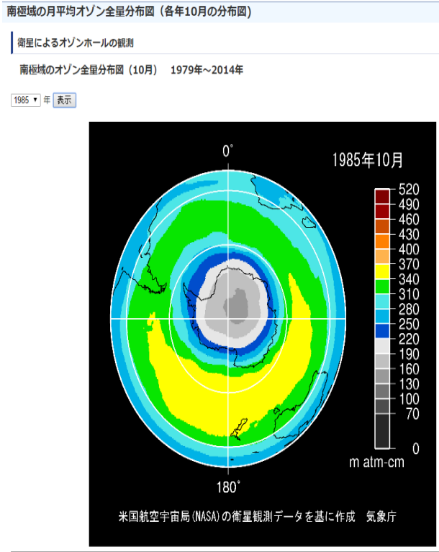 南極域の月平均オゾン全量分布図（各年10月の分布図)
衛星によるオゾンホールの観測
南極域のオゾン全量分布図（10月） 1979年～2014年
1985 年 表示
0°
1985年10月
520
490
460
430
400
370
340
310
280
250
220
190
160
130
100
70
0
m atm-cm
180°
米国航空宇宙局(NASA)の衛星観測データを基に作成 気象庁